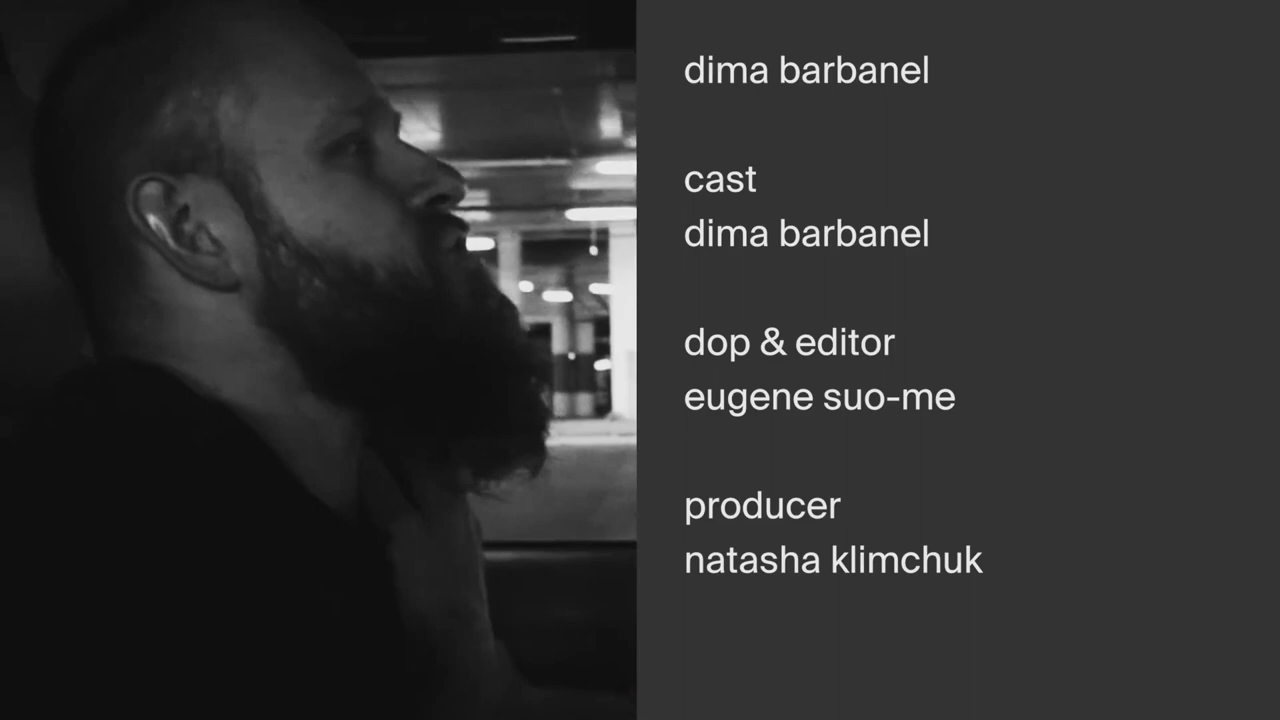 dima barbanel
cast
dima barbanel
dop & editor
eugene suo-me
producer
natasha klimchuk